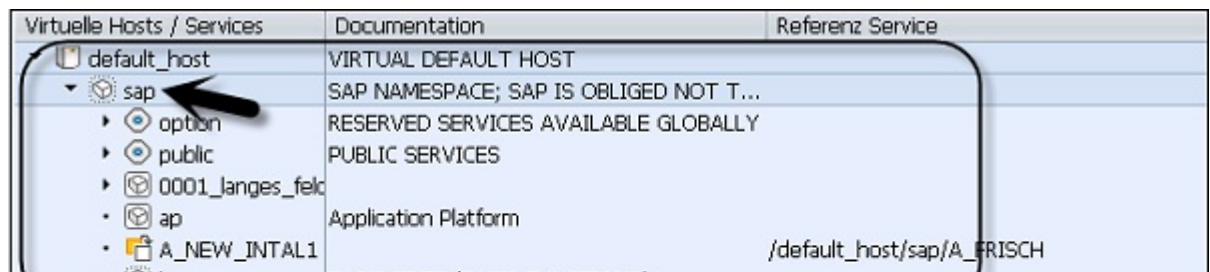 Virtuelle Hosts / Services Documentation Referenz Service
default_host VIRTUAL DEFAULT HOST
sap SAP NAMESPACE; SAP IS OBLIGED NOT T...
option RESERVED SERVICES AVAILABLE GLOBALLY
public PUBLIC SERVICES
0001_langes_feld
ap Application Platform
A_NEW_INTAL1 /default_host/sap/A_FRISCH